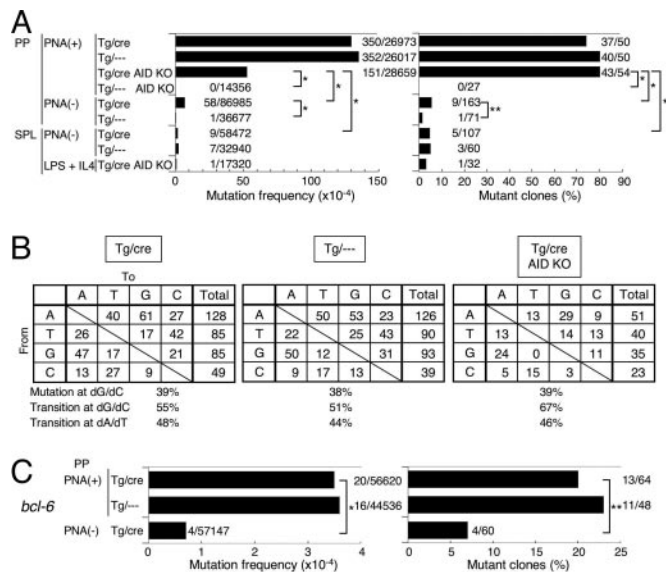 A
PP PNA(+) Tg/cre 350/26973 37/50
Tg/--- 352/26017 40/50
Tg/cre AID KO 151/28659 43/54
Tg/--- AID KO 0/14356 * * 0/27 * *
PNA(-) Tg/cre 58/86985 * * 9/163 ** *
Tg/--- 1/36677 1/71
SPL PNA(-) Tg/cre 9/58472 5/107
Tg/--- 7/32940 3/60
LPS + IL4 Tg/cre AID KO 1/17320 1/32
0 50 100 150 0 10 20 30 40 50 60 70 80 90
Mutation frequency (x10-4) Mutant clones (%)
B
Tg/cre Tg/--- Tg/cre AID KO
To
From
A T G C Total A T G C Total A T G C Total
A 40 61 27 128 A 50 53 23 126 A 13 29 9 51
T 26 17 42 85 T 22 25 43 90 T 13 14 13 40
G 47 17 21 85 G 50 12 31 93 G 24 0 11 35
C 13 27 9 49 C 9 17 13 39 C 5 15 3 23
Mutation at dG/dC 39% 38% 39%
Transition at dG/dC 55% 51% 67%
Transition at dA/dT 48% 44% 46%
C
PP
PNA(+) Tg/cre 20/56620 13/64
bcl-6 Tg/--- * 16/44536 ** 11/48
PNA(-) Tg/cre 4/57147 4/60
0 1 2 3 4 0 5 10 15 20 25
Mutation frequency (x10-4) Mutant clones (%)